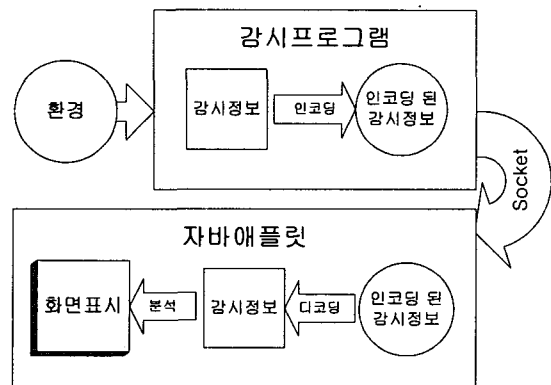 감시프로그램
환경
감시정보
인코딩
인코딩 된
감시정보
Socket
자바애플릿
화면표시
분석
감시정보
디코딩
인코딩 된
감시정보